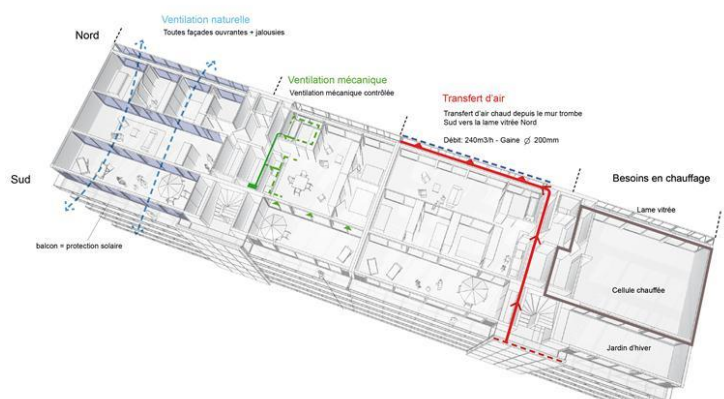 Ventilation naturelle
Toutes façades ouvrantes + jalousies
Nord
Ventilation mécanique
Ventilation mécanique contrôlée
Transfert d'air
Transfert d'air chaud depuis le mur trombe
Sud vers la lame vitrée Nord
Débit: 240m3/h - Gaine ⌀ 200mm
Sud
Besoins en chauffage
Lame vitrée
balcon = protection solaire
Cellule chauffée
Jardin d'hiver